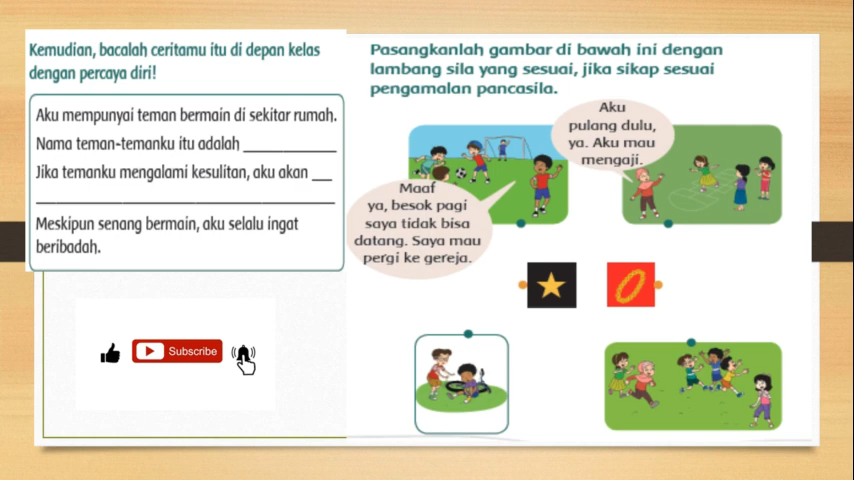 Kemudian, bacalah ceritamu itu di depan kelas
dengan percaya diri!
Aku mempunyai teman bermain di sekitar rumah.
Nama teman-temanku itu adalah ____________
Jika temanku mengalami kesulitan, aku akan ___
____________________________________
Meskipun senang bermain, aku selalu ingat
beribadah.
Subscribe
Pasangkanlah gambar di bawah ini dengan
lambang sila yang sesuai, jika sikap sesuai
pengamalan pancasila.
Aku
pulang dulu,
ya. Aku mau
mengaji.
Maaf
ya, besok pagi
saya tidak bisa
datang. Saya mau
pergi ke gereja.